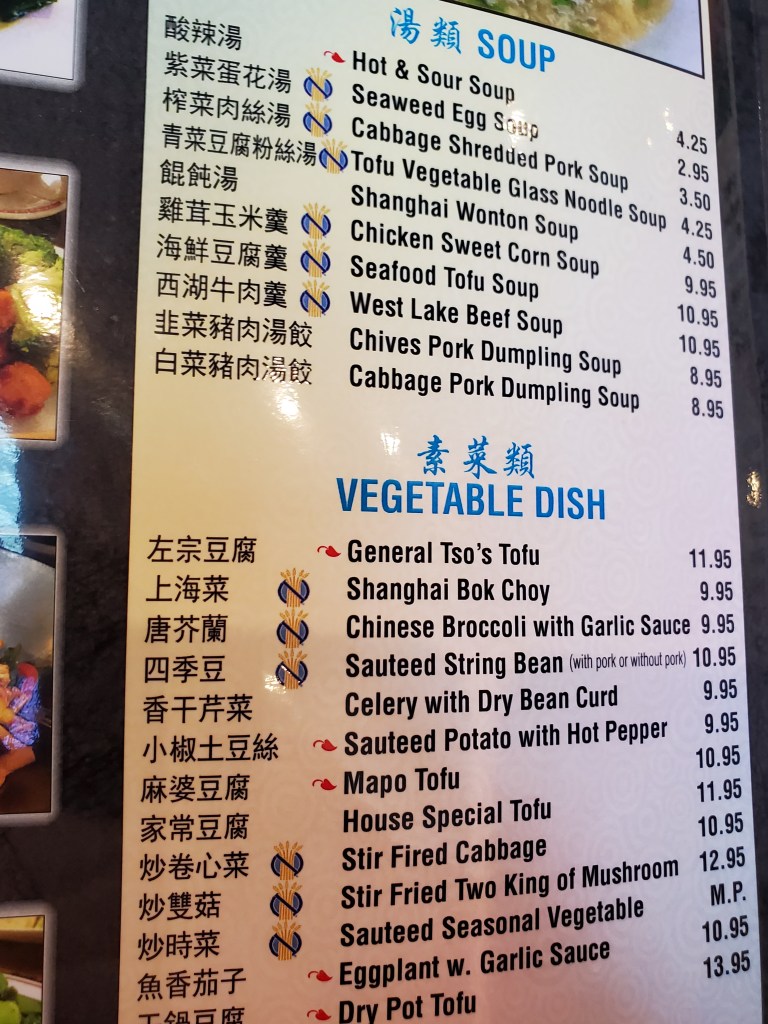 湯類 SOUP
酸辣湯 Hot & Sour Soup 4.25
紫菜蛋花湯 Seaweed Egg Soup 2.95
榨菜肉絲湯 Cabbage Shredded Pork Soup 3.50
青菜豆腐粉絲湯 Tofu Vegetable Glass Noodle Soup 4.25
餛飩湯 Shanghai Wonton Soup 4.50
雞茸玉米羹 Chicken Sweet Corn Soup 9.95
海鮮豆腐羹 Seafood Tofu Soup 10.95
西湖牛肉羹 West Lake Beef Soup 10.95
韭菜豬肉湯餃 Chives Pork Dumpling Soup 8.95
白菜豬肉湯餃 Cabbage Pork Dumpling Soup 8.95
素菜類
VEGETABLE DISH
左宗豆腐 General Tso's Tofu 11.95
上海菜 Shanghai Bok Choy 9.95
唐芥蘭 Chinese Broccoli with Garlic Sauce 9.95
四季豆 Sauteed String Bean (with pork or without pork) 10.95
香干芹菜 Celery with Dry Bean Curd 9.95
小椒土豆絲 Sauteed Potato with Hot Pepper 9.95
麻婆豆腐 Mapo Tofu 10.95
家常豆腐 House Special Tofu 11.95
炒卷心菜 Stir Fired Cabbage 10.95
炒雙菇 Stir Fried Two King of Mushroom 12.95
炒時菜 Sauteed Seasonal Vegetable M.P.
魚香茄子 Eggplant w. Garlic Sauce 10.95
鍋豆腐 Dry Pot Tofu 13.95